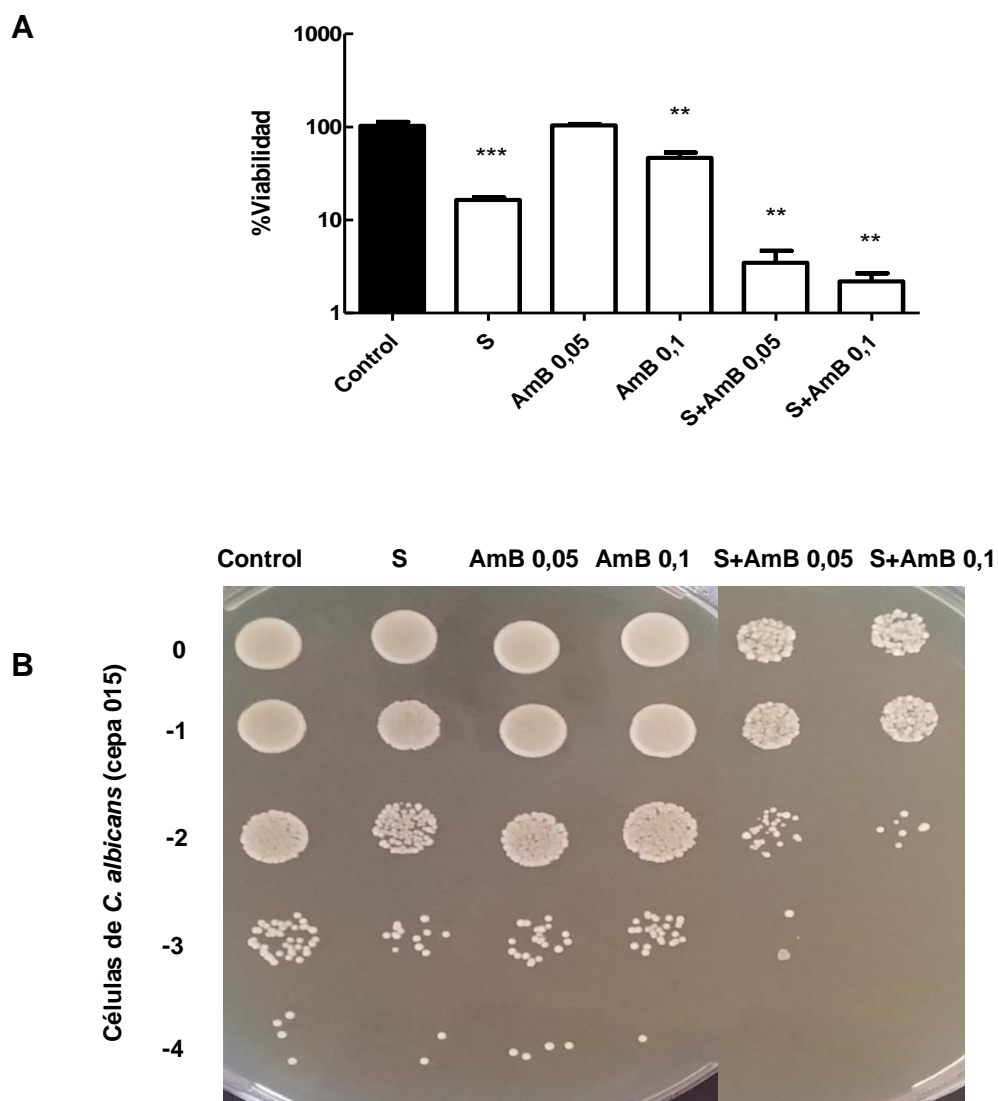 A
1000
100
10
1
%Viabilidad
***
**
**
**
Control
S
AmB 0,05
AmB 0,1
S+AmB 0,05
S+AmB 0,1
B
Control S AmB 0,05 AmB 0,1 S+AmB 0,05 S+AmB 0,1
Células de C. albicans (cepa 015)
0
-1
-2
-3
-4